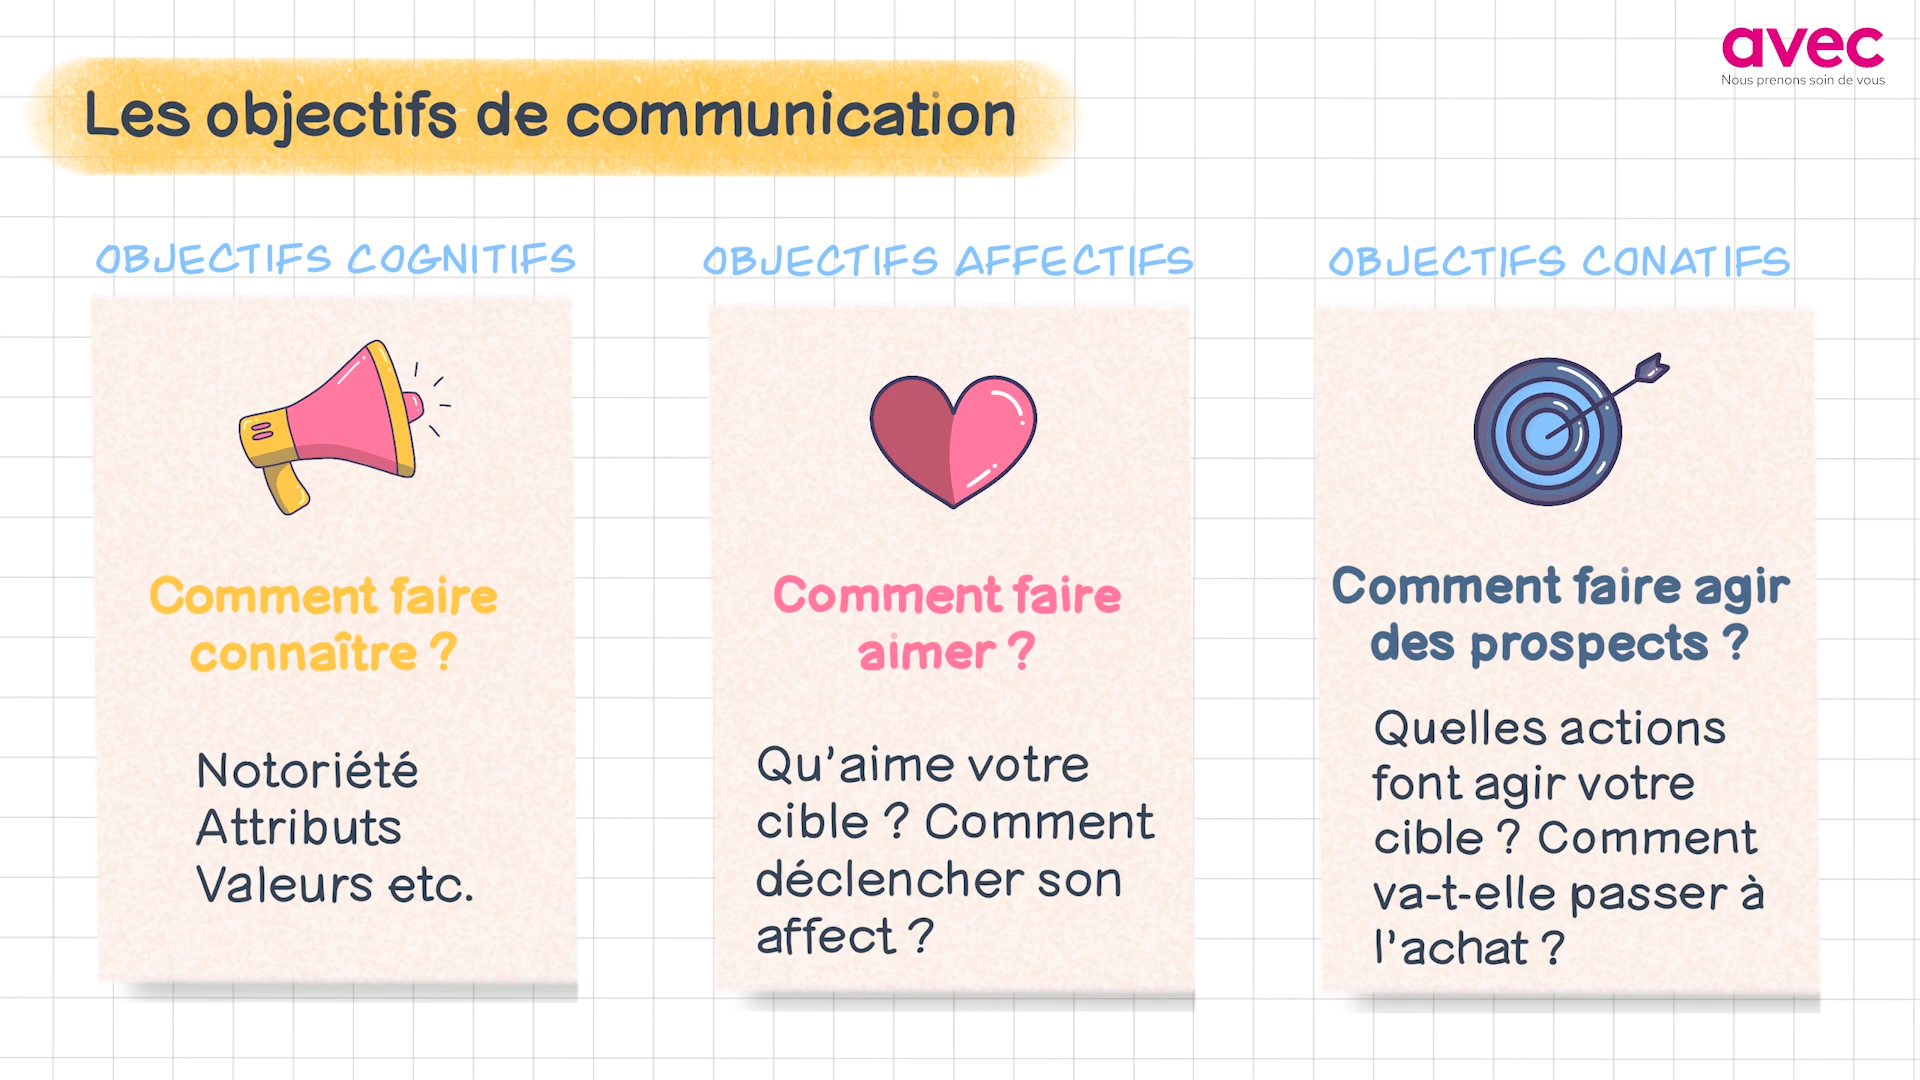 avec
Nous prenons soin de vous
Les objectifs de communication
OBJECTIFS COGNITIFS
Comment faire
connaître ?
Notoriété
Attributs
Valeurs etc.
OBJECTIFS AFFECTIFS
Comment faire
aimer ?
Qu'aime votre
cible ? Comment
déclencher son
affect ?
OBJECTIFS CONATIFS
Comment faire agir
des prospects ?
Quelles actions
font agir votre
cible ? Comment
va-t-elle passer à
l'achat ?